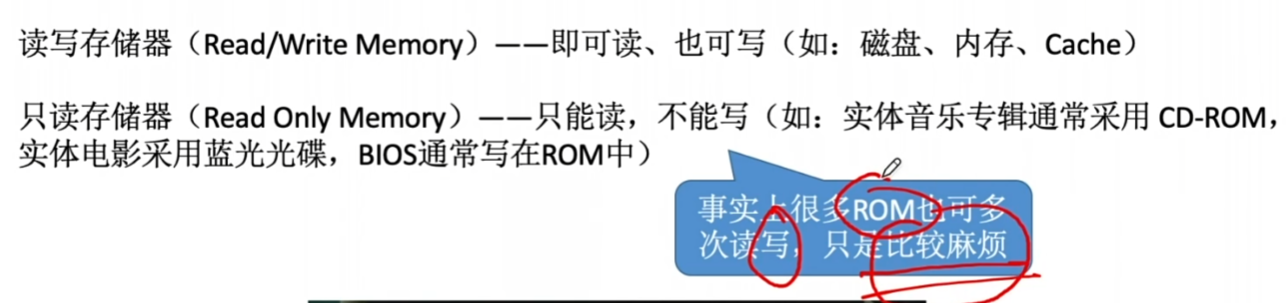 读写存储器（Read/Write Memory）——即可读、也可写（如：磁盘、内存、Cache）
只读存储器（Read Only Memory）——只能读，不能写（如：实体音乐专辑通常采用 CD-ROM，
实体电影采用蓝光光碟，BIOS通常写在ROM中）
事实上很多ROM也可多
次读写，只是比较麻烦